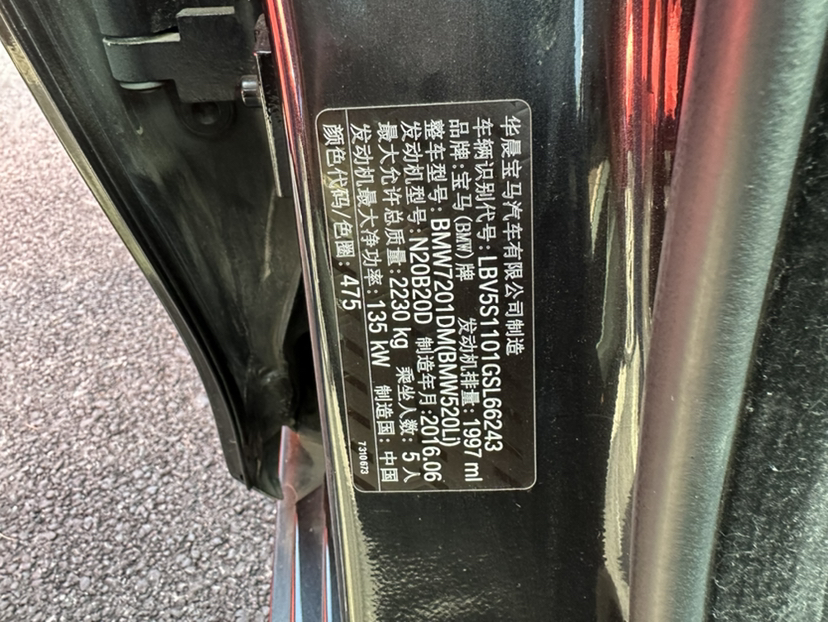 华晨宝马汽车有限公司制造
车辆识别代号：LBV5S1101GSL66243
品牌：宝马(BMW)牌 发动机排量：1997 ml
整车型号：BMW7201DM(BMW520Li)
发动机型号：N20B20D 制造年月：2016.06
最大允许总质量：2230 kg 乘坐人数：5人
发动机最大净功率：135 kW 制造国：中国
颜色代码/色圈：475
7310673